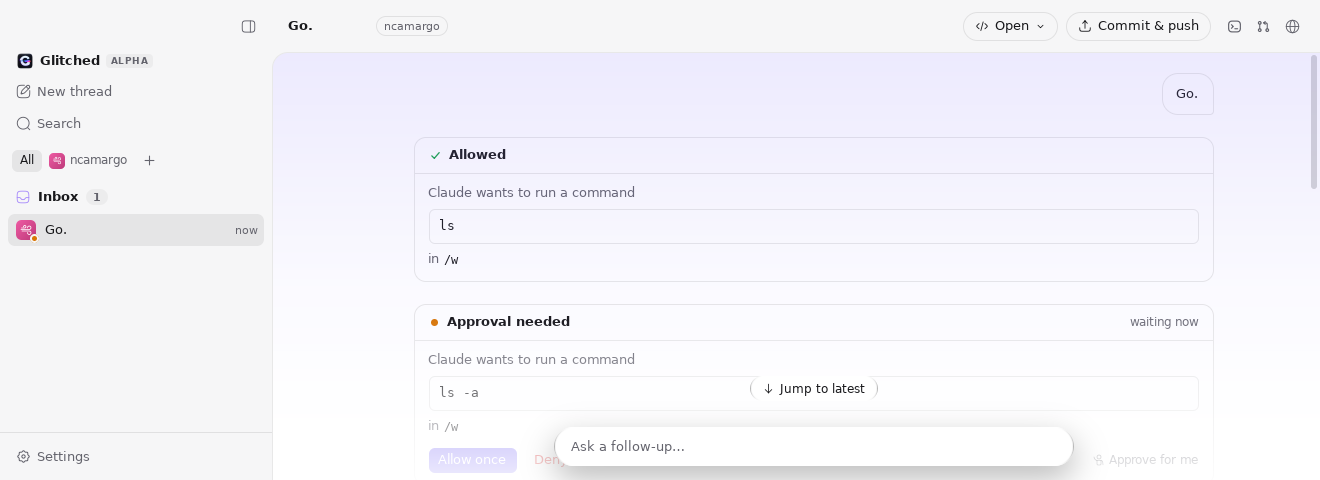 Go.
ncamargo
Open
Commit & push
Glitched
ALPHA
New thread
Search
All
ncamargo
Inbox
1
Go.
now
Settings
Go.
Allowed
Claude wants to run a command
ls
in /w
Approval needed
waiting now
Claude wants to run a command
ls -a
Jump to latest
in /w
Ask a follow-up...
Allow once
Approve for me